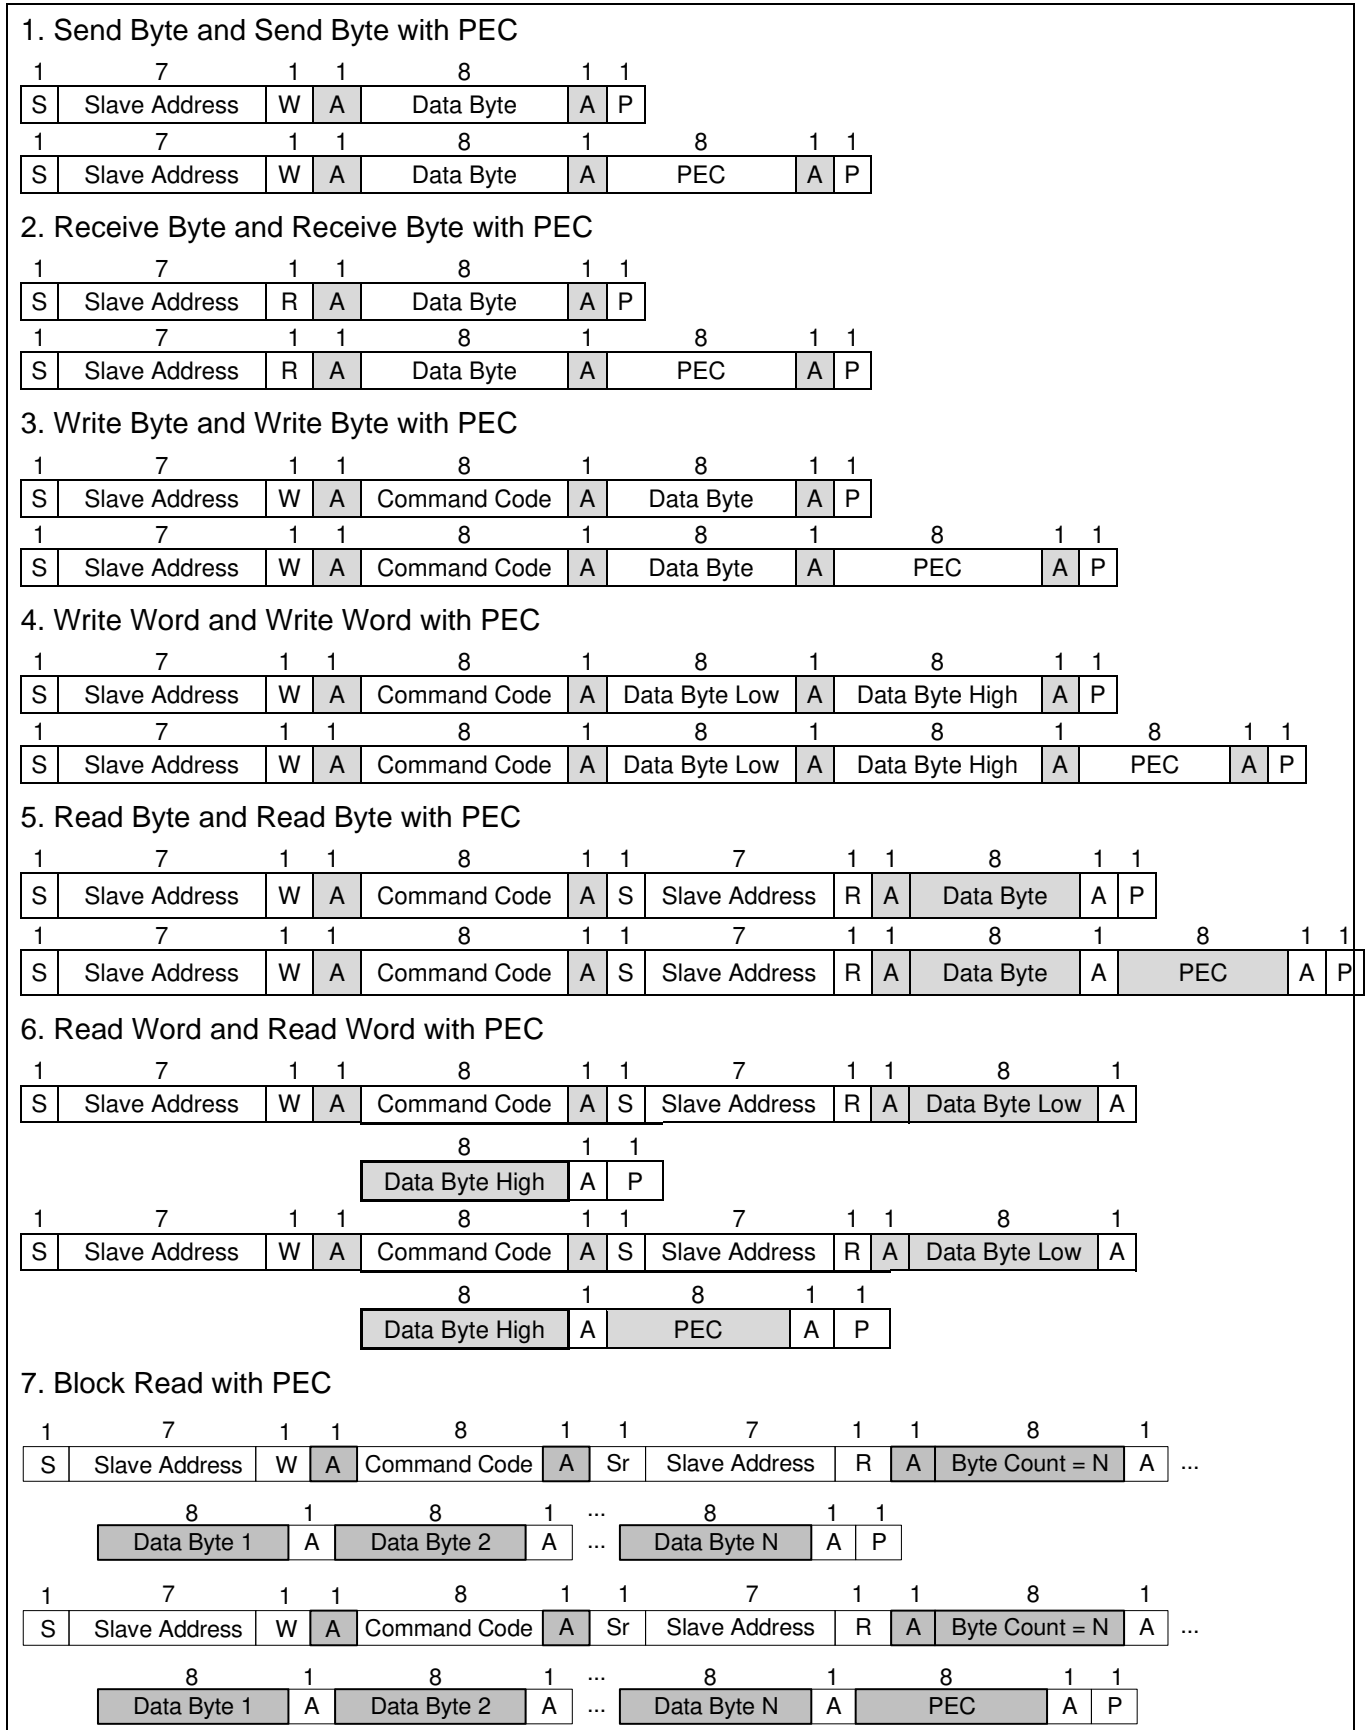 1. Send Byte and Send Byte with PEC
1 7 1 1 8 1 1
S Slave Address W A Data Byte A P
1 7 1 1 8 1 8 1 1
S Slave Address W A Data Byte A PEC A P
2. Receive Byte and Receive Byte with PEC
1 7 1 1 8 1 1
S Slave Address R A Data Byte A P
1 7 1 1 8 1 8 1 1
S Slave Address R A Data Byte A PEC A P
3. Write Byte and Write Byte with PEC
1 7 1 1 8 1 8 1 1
S Slave Address W A Command Code A Data Byte A P
1 7 1 1 8 1 8 1 8 1 1
S Slave Address W A Command Code A Data Byte A PEC A P
4. Write Word and Write Word with PEC
1 7 1 1 8 1 8 1 8 1 1
S Slave Address W A Command Code A Data Byte Low A Data Byte High A P
1 7 1 1 8 1 8 1 8 1 8 1 1
S Slave Address W A Command Code A Data Byte Low A Data Byte High A PEC A P
5. Read Byte and Read Byte with PEC
1 7 1 1 8 1 1 7 1 1 8 1 1
S Slave Address W A Command Code A S Slave Address R A Data Byte A P
1 7 1 1 8 1 1 7 1 1 8 1 8 1 1
S Slave Address W A Command Code A S Slave Address R A Data Byte A PEC A P
6. Read Word and Read Word with PEC
1 7 1 1 8 1 1 7 1 1 8 1
S Slave Address W A Command Code A S Slave Address R A Data Byte Low A
8 1 1
Data Byte High A P
1 7 1 1 8 1 1 7 1 1 8 1
S Slave Address W A Command Code A S Slave Address R A Data Byte Low A
8 1 8 1 1
Data Byte High A PEC A P
7. Block Read with PEC
1 7 1 1 8 1 1 7 1 1 8 1
S Slave Address W A Command Code A Sr Slave Address R A Byte Count = N A ...
8 1 8 1 ... 8 1 1
Data Byte 1 A Data Byte 2 A ... Data Byte N A P
1 7 1 1 8 1 1 7 1 1 8 1
S Slave Address W A Command Code A Sr Slave Address R A Byte Count = N A ...
8 1 8 1 ... 8 1 8 1 1
Data Byte 1 A Data Byte 2 A ... Data Byte N A PEC A P